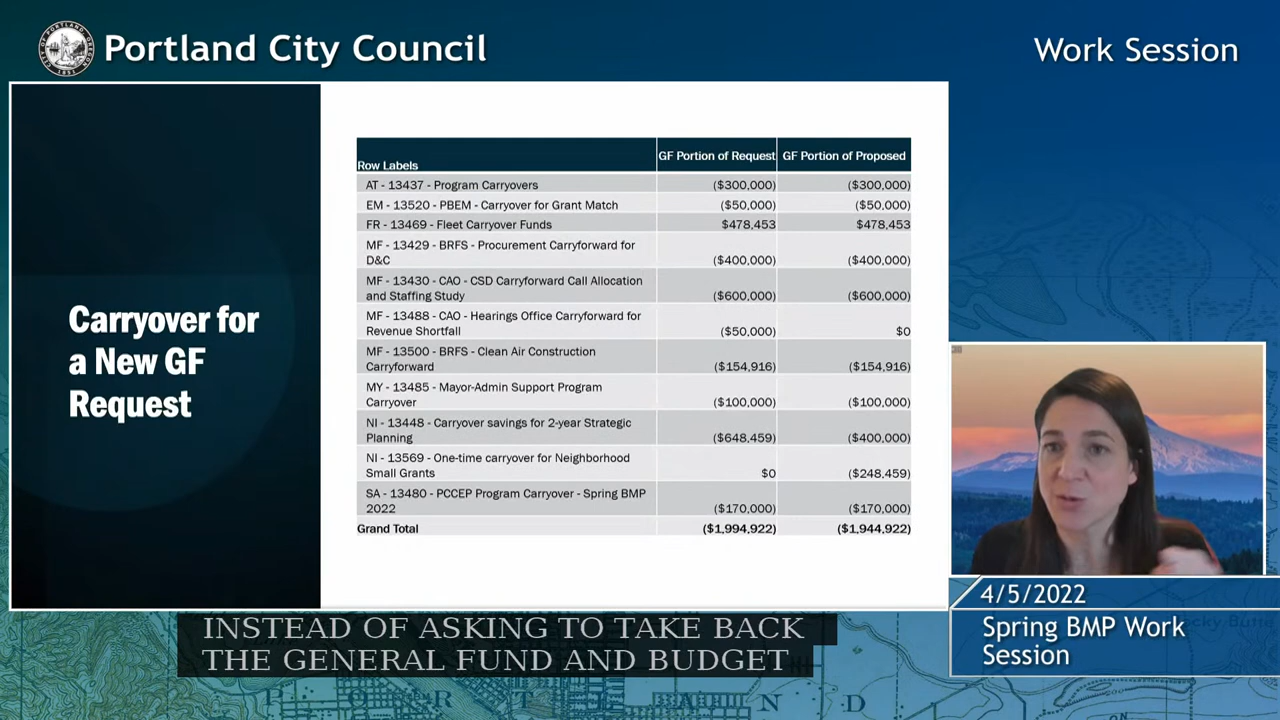 Portland City Council
Work Session
Carryover for
a New GF
Request
Row Labels GF Portion of Request GF Portion of Proposed
AT - 13437 - Program Carryovers ($300,000) ($300,000)
EM - 13520 - PBEM - Carryover for Grant Match ($50,000) ($50,000)
FR - 13469 - Fleet Carryover Funds $478,453 $478,453
MF - 13429 - BRFS - Procurement Carryforward for
D&C ($400,000) ($400,000)
MF - 13430 - CAO - CSD Carryforward Call Allocation
and Staffing Study ($600,000) ($600,000)
MF - 13488 - CAO - Hearings Office Carryforward for
Revenue Shortfall ($50,000) $0
MF - 13500 - BRFS - Clean Air Construction
Carryforward ($154,916) ($154,916)
MY - 13485 - Mayor-Admin Support Program
Carryover ($100,000) ($100,000)
NI - 13448 - Carryover savings for 2-year Strategic
Planning ($648,459) ($400,000)
NI - 13569 - One-time carryover for Neighborhood
Small Grants $0 ($248,459)
SA - 13480 - PCCEP Program Carryover - Spring BMP
2022 ($170,000) ($170,000)
Grand Total ($1,994,922) ($1,944,922)
4/5/2022
Spring BMP Work
Session
INSTEAD OF ASKING TO TAKE BACK
THE GENERAL FUND AND BUDGET